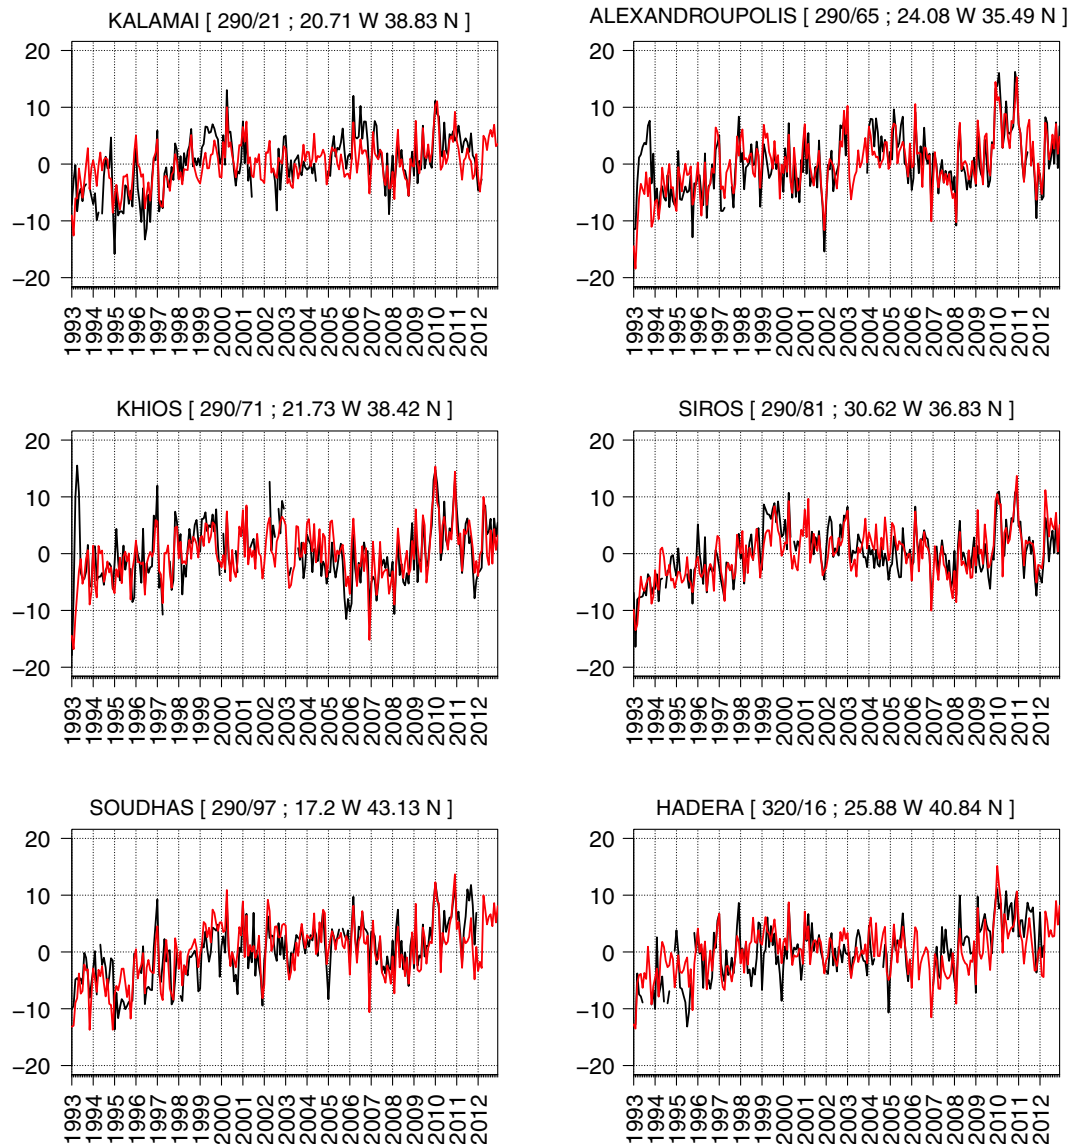 KALAMAI [ 290/21 ; 20.71 W 38.83 N ]
20
10
0
−10
−20
1993 1994 1995 1996 1997 1998 1999 2000 2001 2002 2003 2004 2005 2006 2007 2008 2009 2010 2011 2012
ALEXANDROUPOLIS [ 290/65 ; 24.08 W 35.49 N ]
20
10
0
−10
−20
1993 1994 1995 1996 1997 1998 1999 2000 2001 2002 2003 2004 2005 2006 2007 2008 2009 2010 2011 2012
KHIOS [ 290/71 ; 21.73 W 38.42 N ]
20
10
0
−10
−20
1993 1994 1995 1996 1997 1998 1999 2000 2001 2002 2003 2004 2005 2006 2007 2008 2009 2010 2011 2012
SIROS [ 290/81 ; 30.62 W 36.83 N ]
20
10
0
−10
−20
1993 1994 1995 1996 1997 1998 1999 2000 2001 2002 2003 2004 2005 2006 2007 2008 2009 2010 2011 2012
SOUDHAS [ 290/97 ; 17.2 W 43.13 N ]
20
10
0
−10
−20
1993 1994 1995 1996 1997 1998 1999 2000 2001 2002 2003 2004 2005 2006 2007 2008 2009 2010 2011 2012
HADERA [ 320/16 ; 25.88 W 40.84 N ]
20
10
0
−10
−20
1993 1994 1995 1996 1997 1998 1999 2000 2001 2002 2003 2004 2005 2006 2007 2008 2009 2010 2011 2012